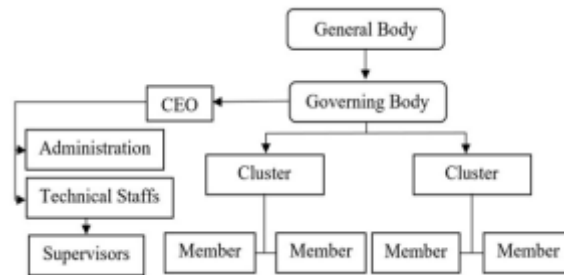 General Body
CEO
Governing Body
Administration
Cluster
Cluster
Technical Staffs
Supervisors
Member
Member
Member
Member